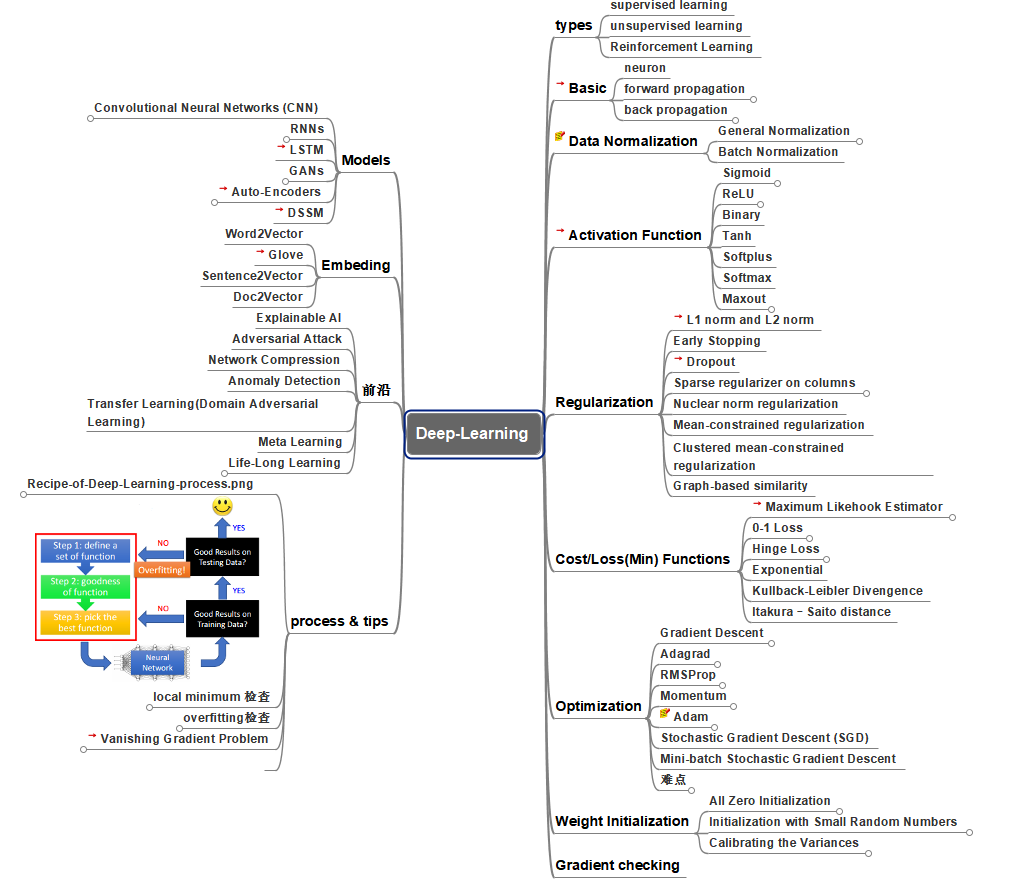 Deep-Learning
types
supervised learning
unsupervised learning
Reinforcement Learning
Basic
neuron
forward propagation
back propagation
Data Normalization
General Normalization
Batch Normalization
Activation Function
Sigmoid
ReLU
Binary
Tanh
Softplus
Softmax
Maxout
Regularization
L1 norm and L2 norm
Early Stopping
Dropout
Sparse regularizer on columns
Nuclear norm regularization
Mean-constrained regularization
Clustered mean-constrained
regularization
Graph-based similarity
Cost/Loss(Min) Functions
Maximum Likehook Estimator
0-1 Loss
Hinge Loss
Exponential
Kullback-Leibler Divergence
Itakura – Saito distance
Optimization
Gradient Descent
Adagrad
RMSProp
Momentum
Adam
Stochastic Gradient Descent (SGD)
Mini-batch Stochastic Gradient Descent
难点
Weight Initialization
All Zero Initialization
Initialization with Small Random Numbers
Calibrating the Variances
Gradient checking
Models
Convolutional Neural Networks (CNN)
RNNs
LSTM
GANs
Auto-Encoders
DSSM
Embeding
Word2Vector
Glove
Sentence2Vector
Doc2Vector
前沿
Explainable AI
Adversarial Attack
Network Compression
Anomaly Detection
Transfer Learning(Domain Adversarial
Learning)
Meta Learning
Life-Long Learning
process & tips
Recipe-of-Deep-Learning-process.png
YES
Step 1: define a
set of function
NO
Good Results on
Testing Data?
Overfitting!
Step 2: goodness
of function
YES
Step 3: pick the
best function
NO
Good Results on
Training Data?
Neural
Network
local minimum 检查
overfitting检查
Vanishing Gradient Problem